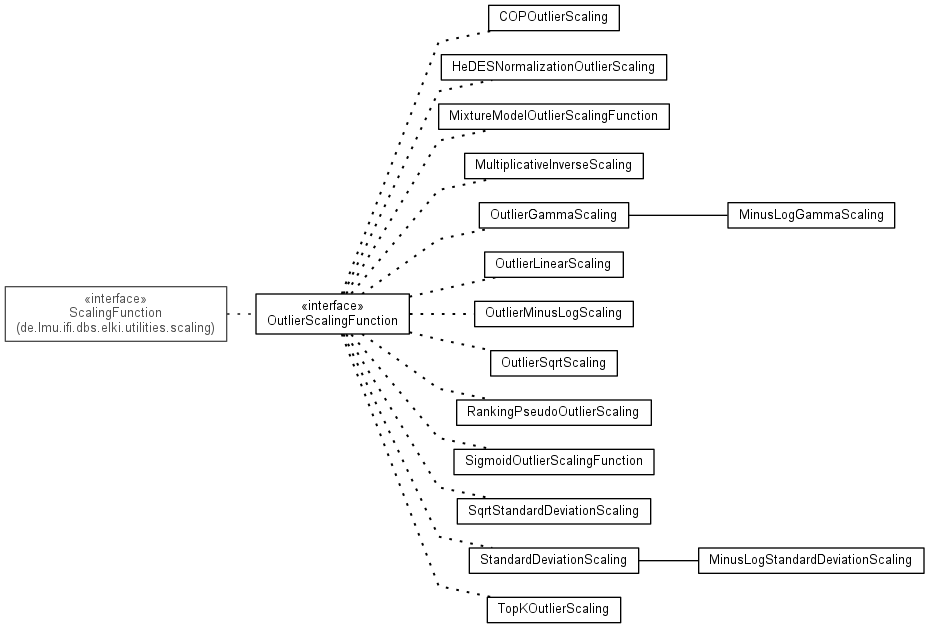 COPOutlierScaling
HeDESNormalizationOutlierScaling
MixtureModelOutlierScalingFunction
MultiplicativeInverseScaling
OutlierGammaScaling
MinusLogGammaScaling
OutlierLinearScaling
«interface»
ScalingFunction
(de.lmu.ifi.dbs.elki.utilities.scaling)
«interface»
OutlierScalingFunction
OutlierMinusLogScaling
OutlierSqrtScaling
RankingPseudoOutlierScaling
SigmoidOutlierScalingFunction
SqrtStandardDeviationScaling
StandardDeviationScaling
MinusLogStandardDeviationScaling
TopKOutlierScaling